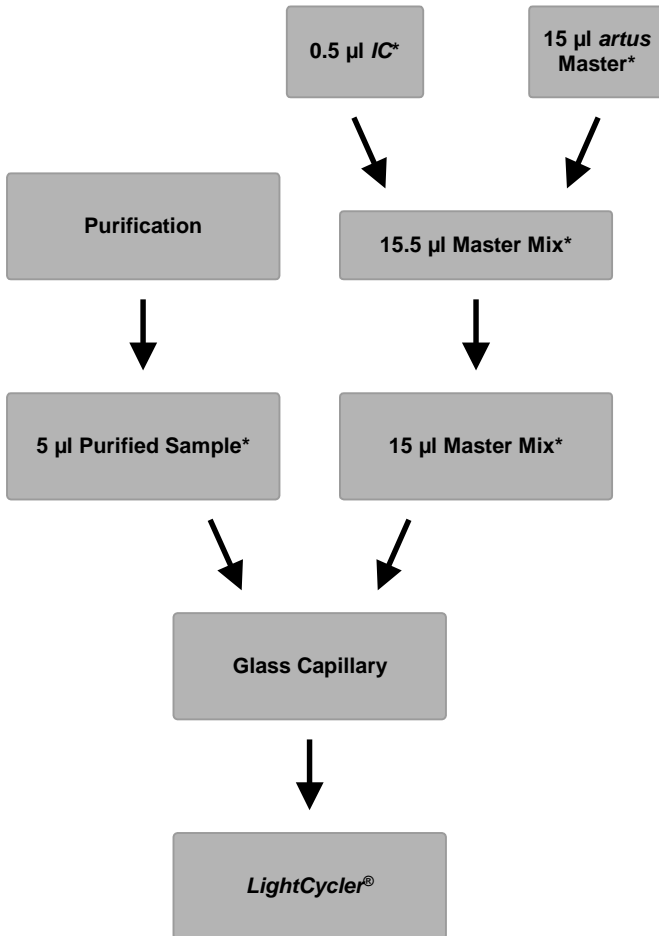 0.5 µl IC*
15 µl artus
Master*
Purification
15.5 µl Master Mix*
5 µl Purified Sample*
15 µl Master Mix*
Glass Capillary
LightCycler®